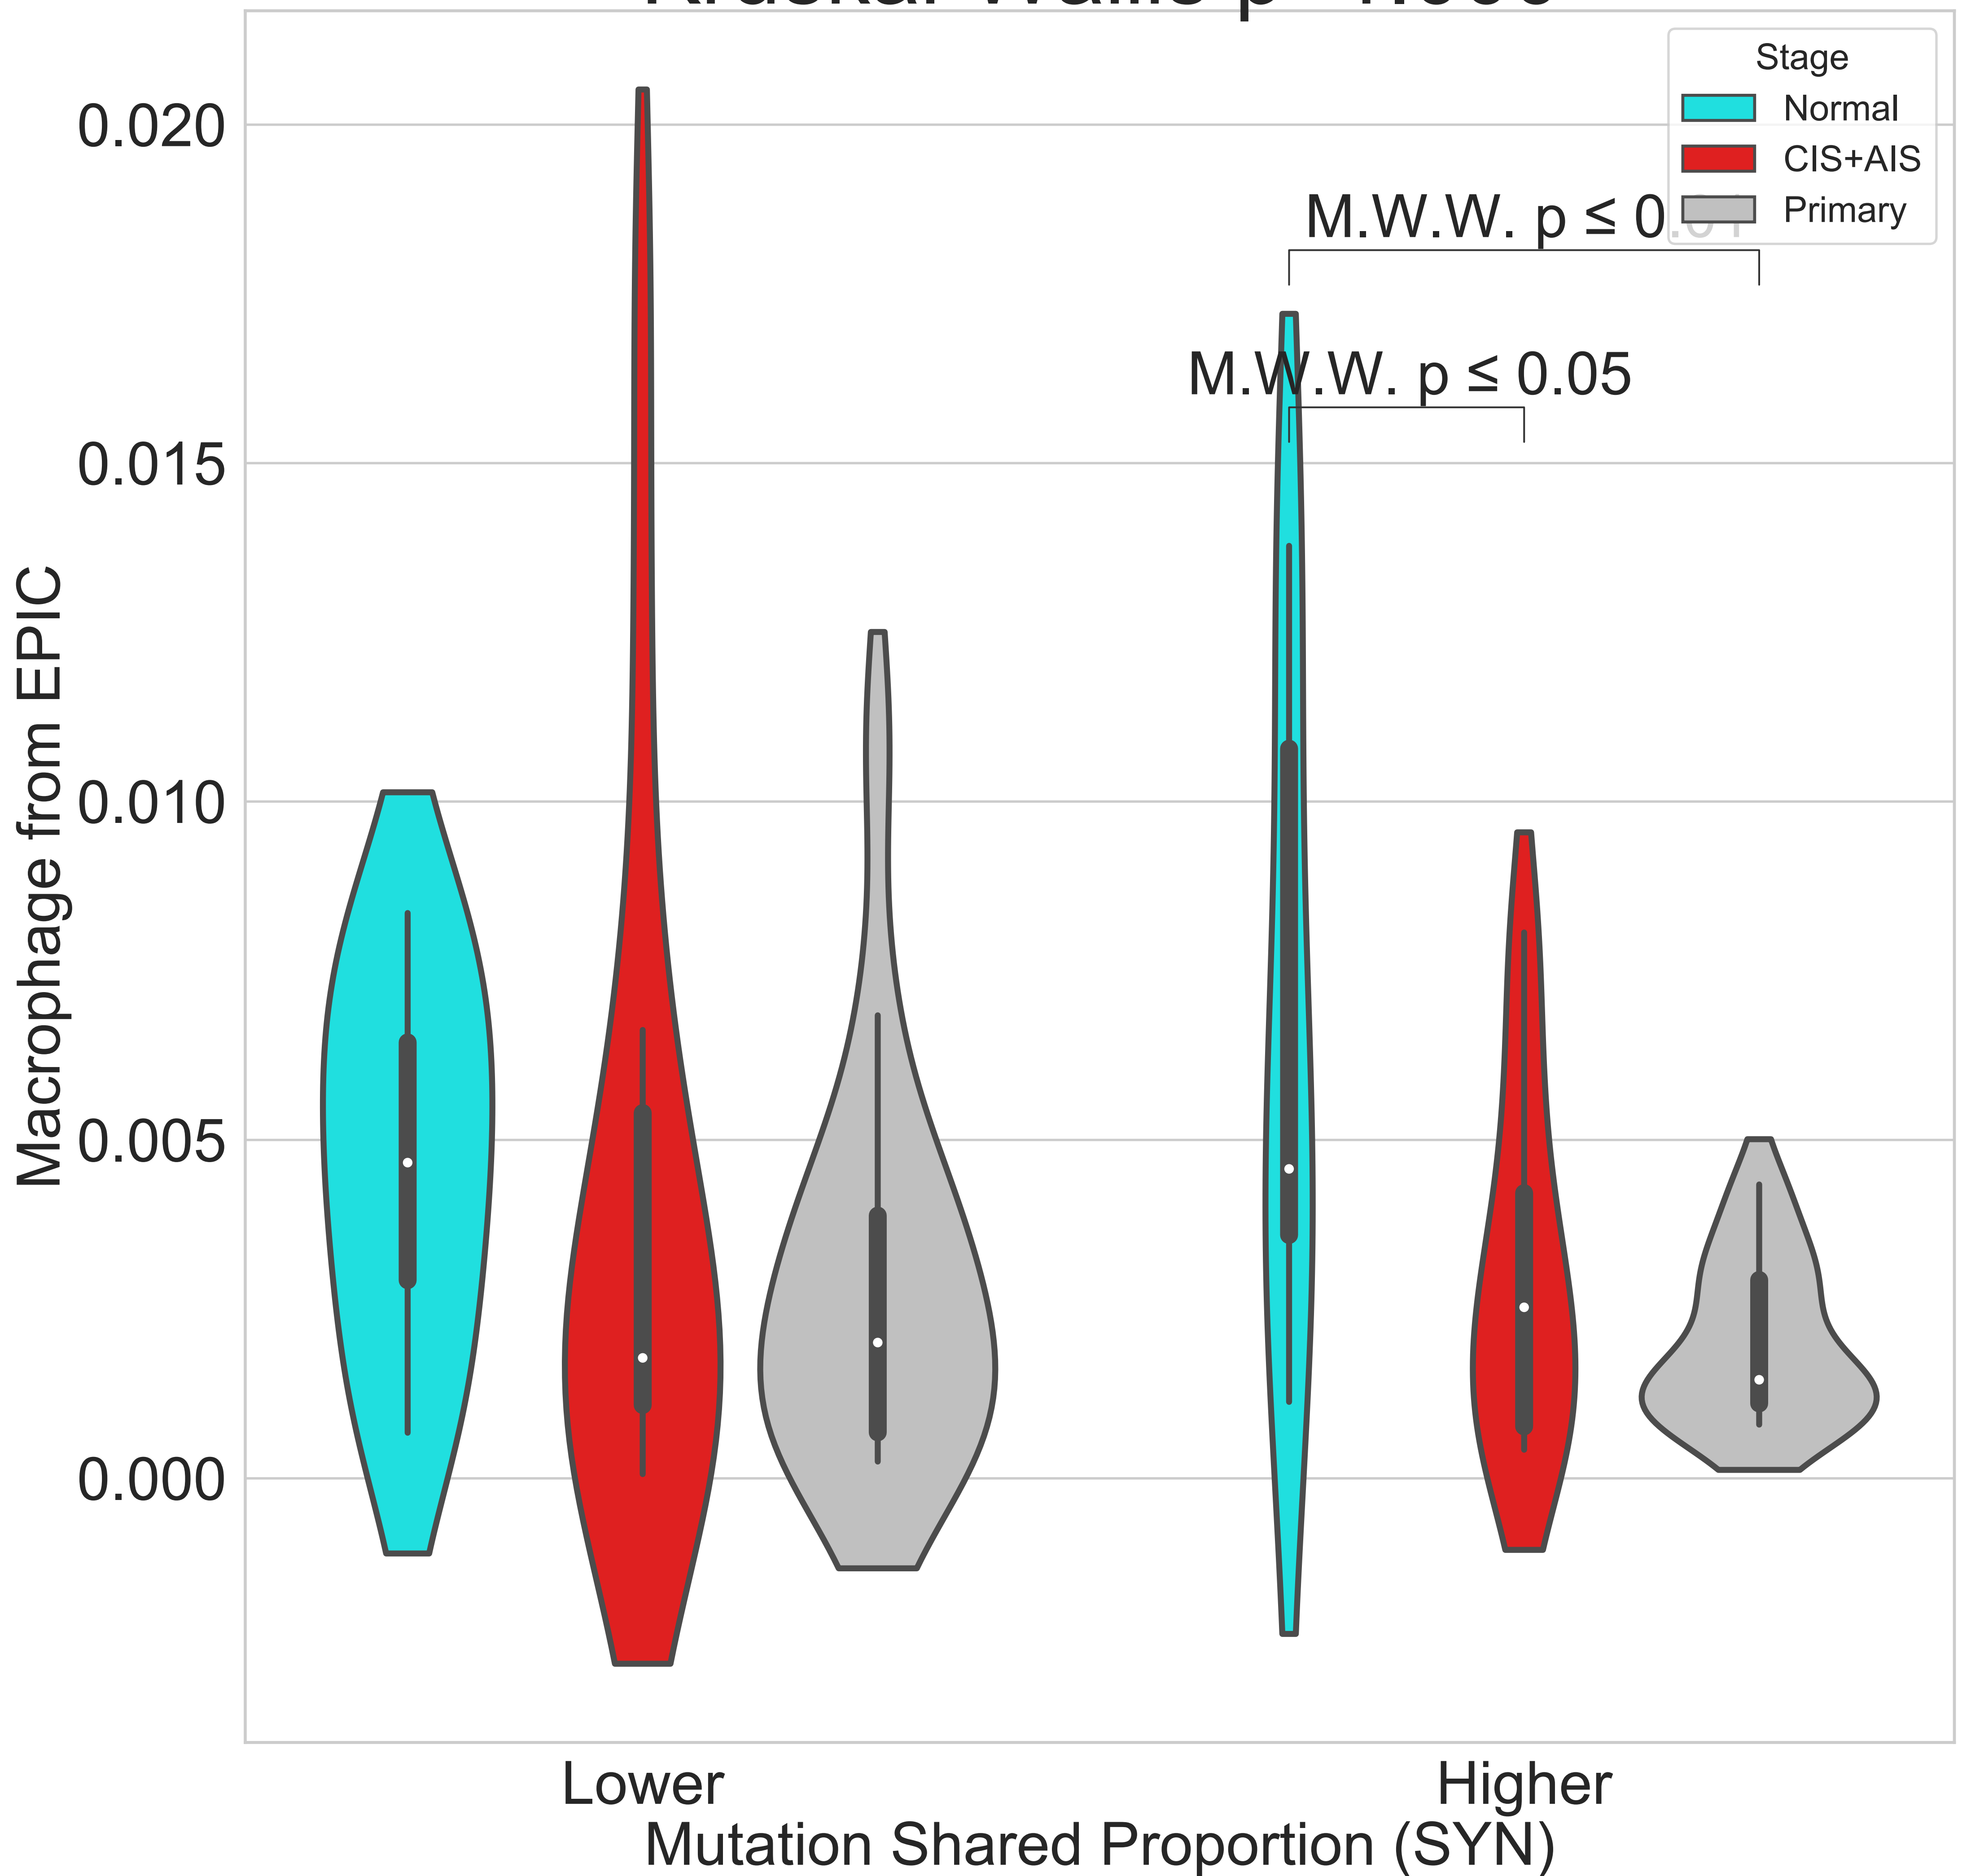 Stage
Normal
CIS+AIS
Primary
M.W.W. p ≤ 0.01
M.W.W. p ≤ 0.05
0.020
0.015
0.010
0.005
0.000
Macrophage from EPIC
Lower
Higher
Mutation Shared Proportion (SYN)